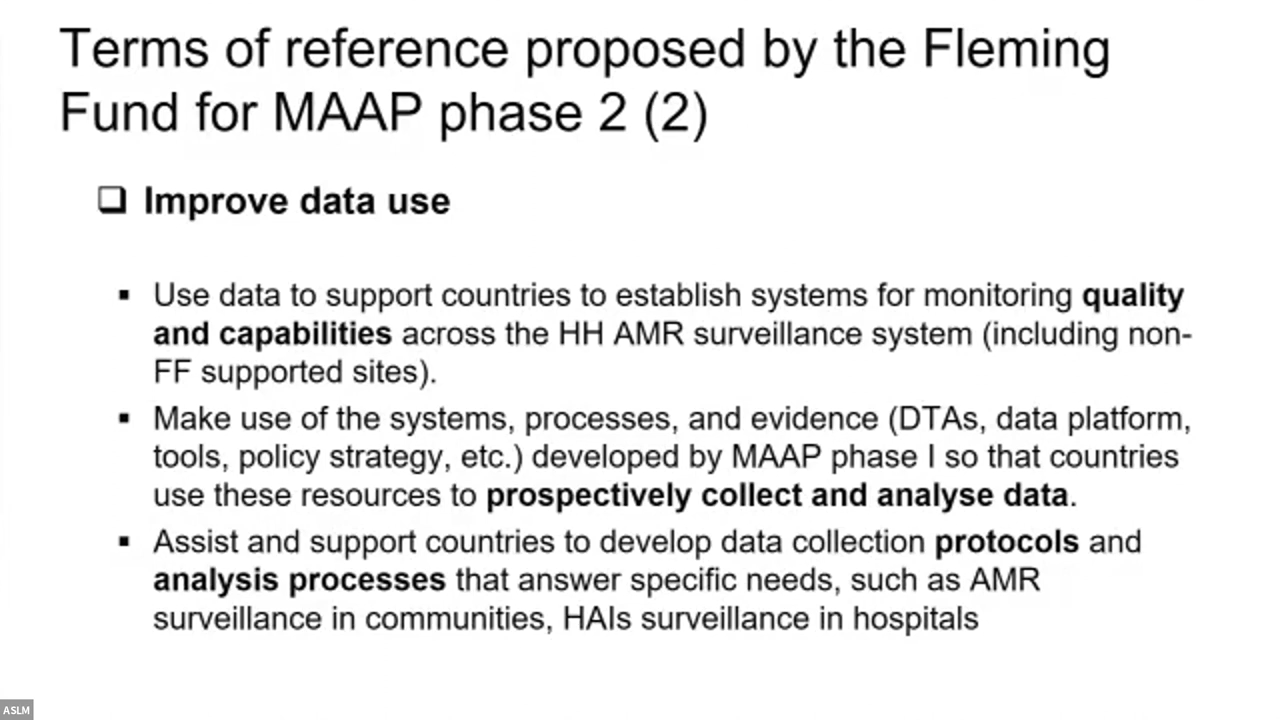 Terms of reference proposed by the Fleming
Fund for MAAP phase 2 (2)
Improve data use
Use data to support countries to establish systems for monitoring quality
and capabilities across the HH AMR surveillance system (including non-
FF supported sites).
Make use of the systems, processes, and evidence (DTAs, data platform,
tools, policy strategy, etc.) developed by MAAP phase I so that countries
use these resources to prospectively collect and analyse data.
Assist and support countries to develop data collection protocols and
analysis processes that answer specific needs, such as AMR
surveillance in communities, HAIs surveillance in hospitals
ASLM